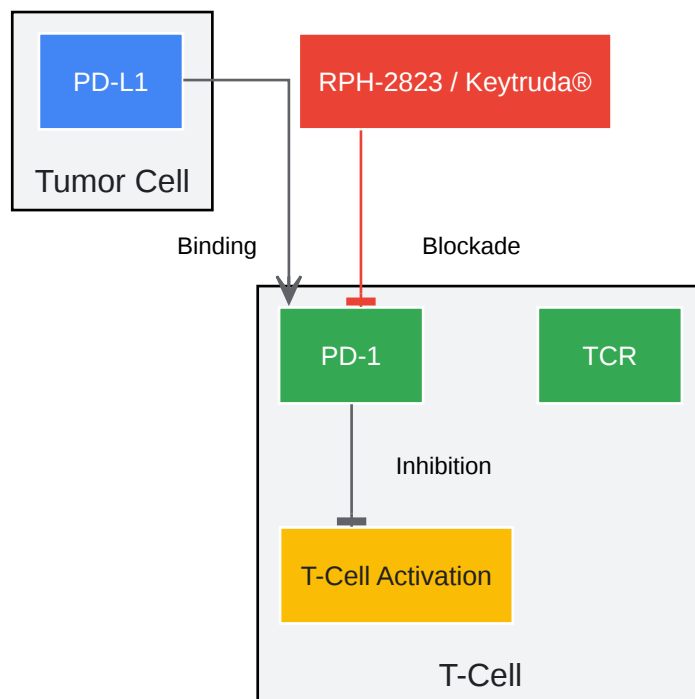 PD-L1
RPH-2823 / Keytruda®
Tumor Cell
Binding
Blockade
PD-1
TCR
Inhibition
T-Cell Activation
T-Cell